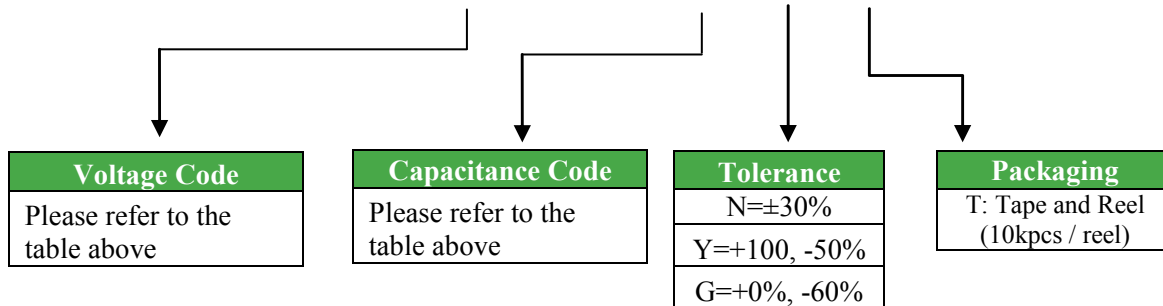 Voltage Code
Please refer to the
table above
Capacitance Code
Please refer to the
table above
Tolerance
N=±30%
Y=+100, -50%
G=+0%, -60%
Packaging
T: Tape and Reel
(10kpcs / reel)